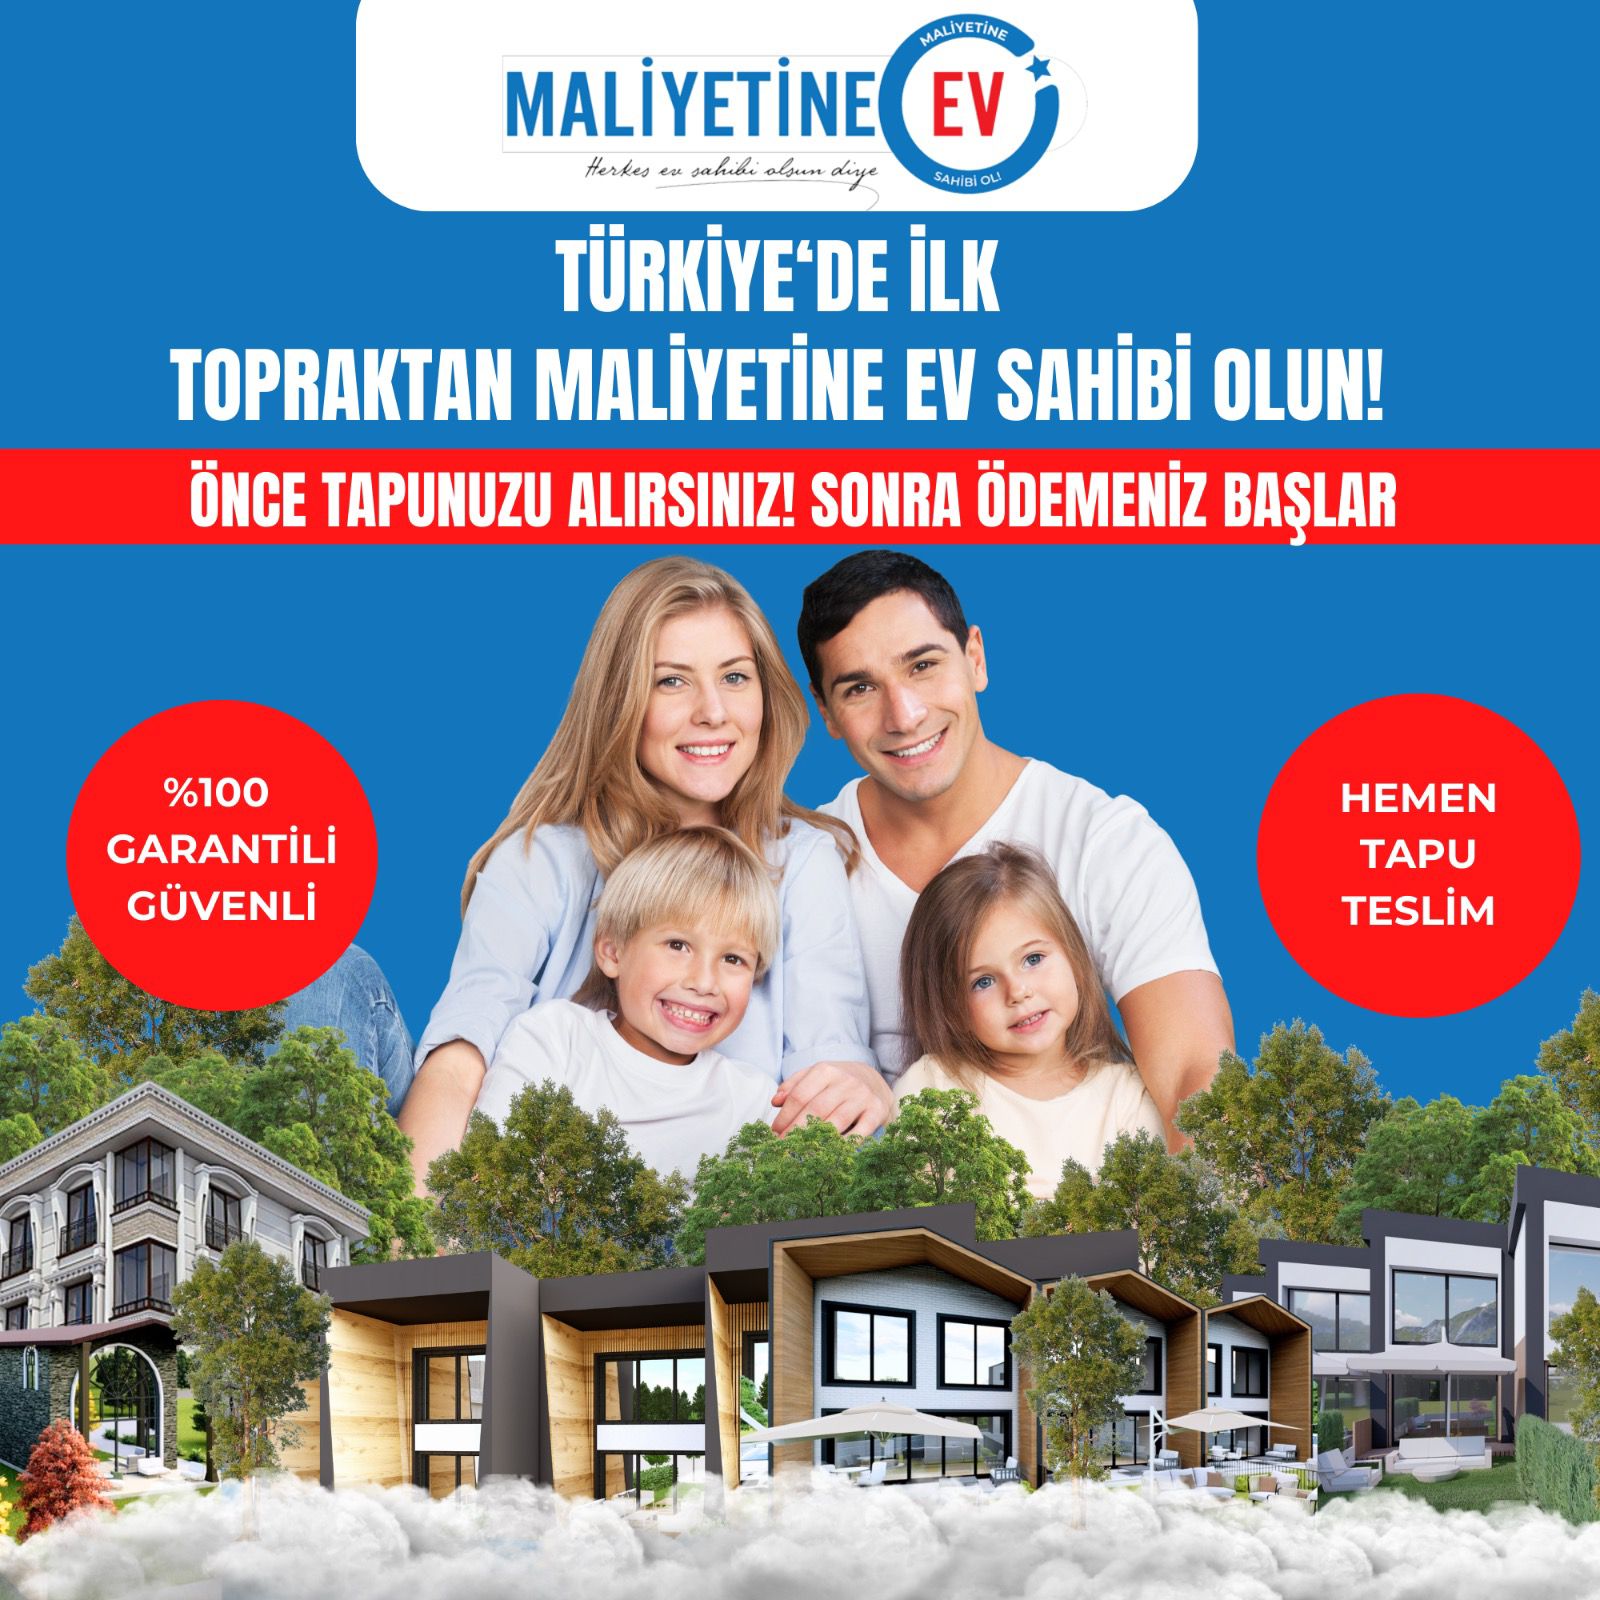 MALİYETİNE
MALİYETİNE EV
Herkes ev sahibi olsun diye
SAHİBİ OL!
TÜRKİYE‘DE İLK
TOPRAKTAN MALİYETİNE EV SAHİBİ OLUN!
ÖNCE TAPUNUZU ALIRSINIZ! SONRA ÖDEMENİZ BAŞLAR
%100
GARANTİLİ
GÜVENLİ
HEMEN
TAPU
TESLİM